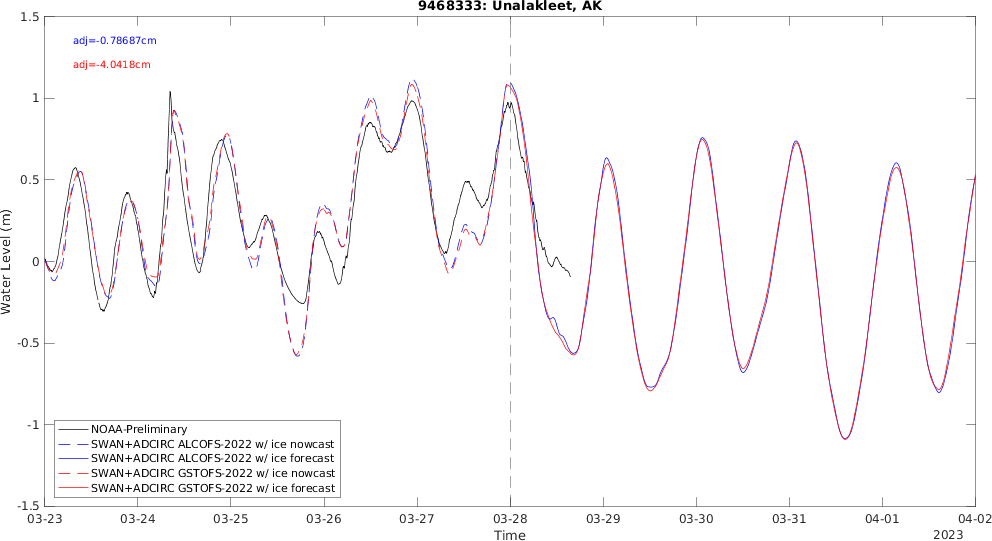 9468333: Unalakleet, AK
adj=-0.78687cm
adj=-4.0418cm
Water Level (m)
1.5
1
0.5
0
-0.5
-1
-1.5
NOAA-Preliminary
SWAN+ADCIRC ALCOFS-2022 w/ ice nowcast
SWAN+ADCIRC ALCOFS-2022 w/ ice forecast
SWAN+ADCIRC GSTOFS-2022 w/ ice nowcast
SWAN+ADCIRC GSTOFS-2022 w/ ice forecast
03-23 03-24 03-25 03-26 03-27 03-28 03-29 03-30 03-31 04-01 04-02
Time
2023